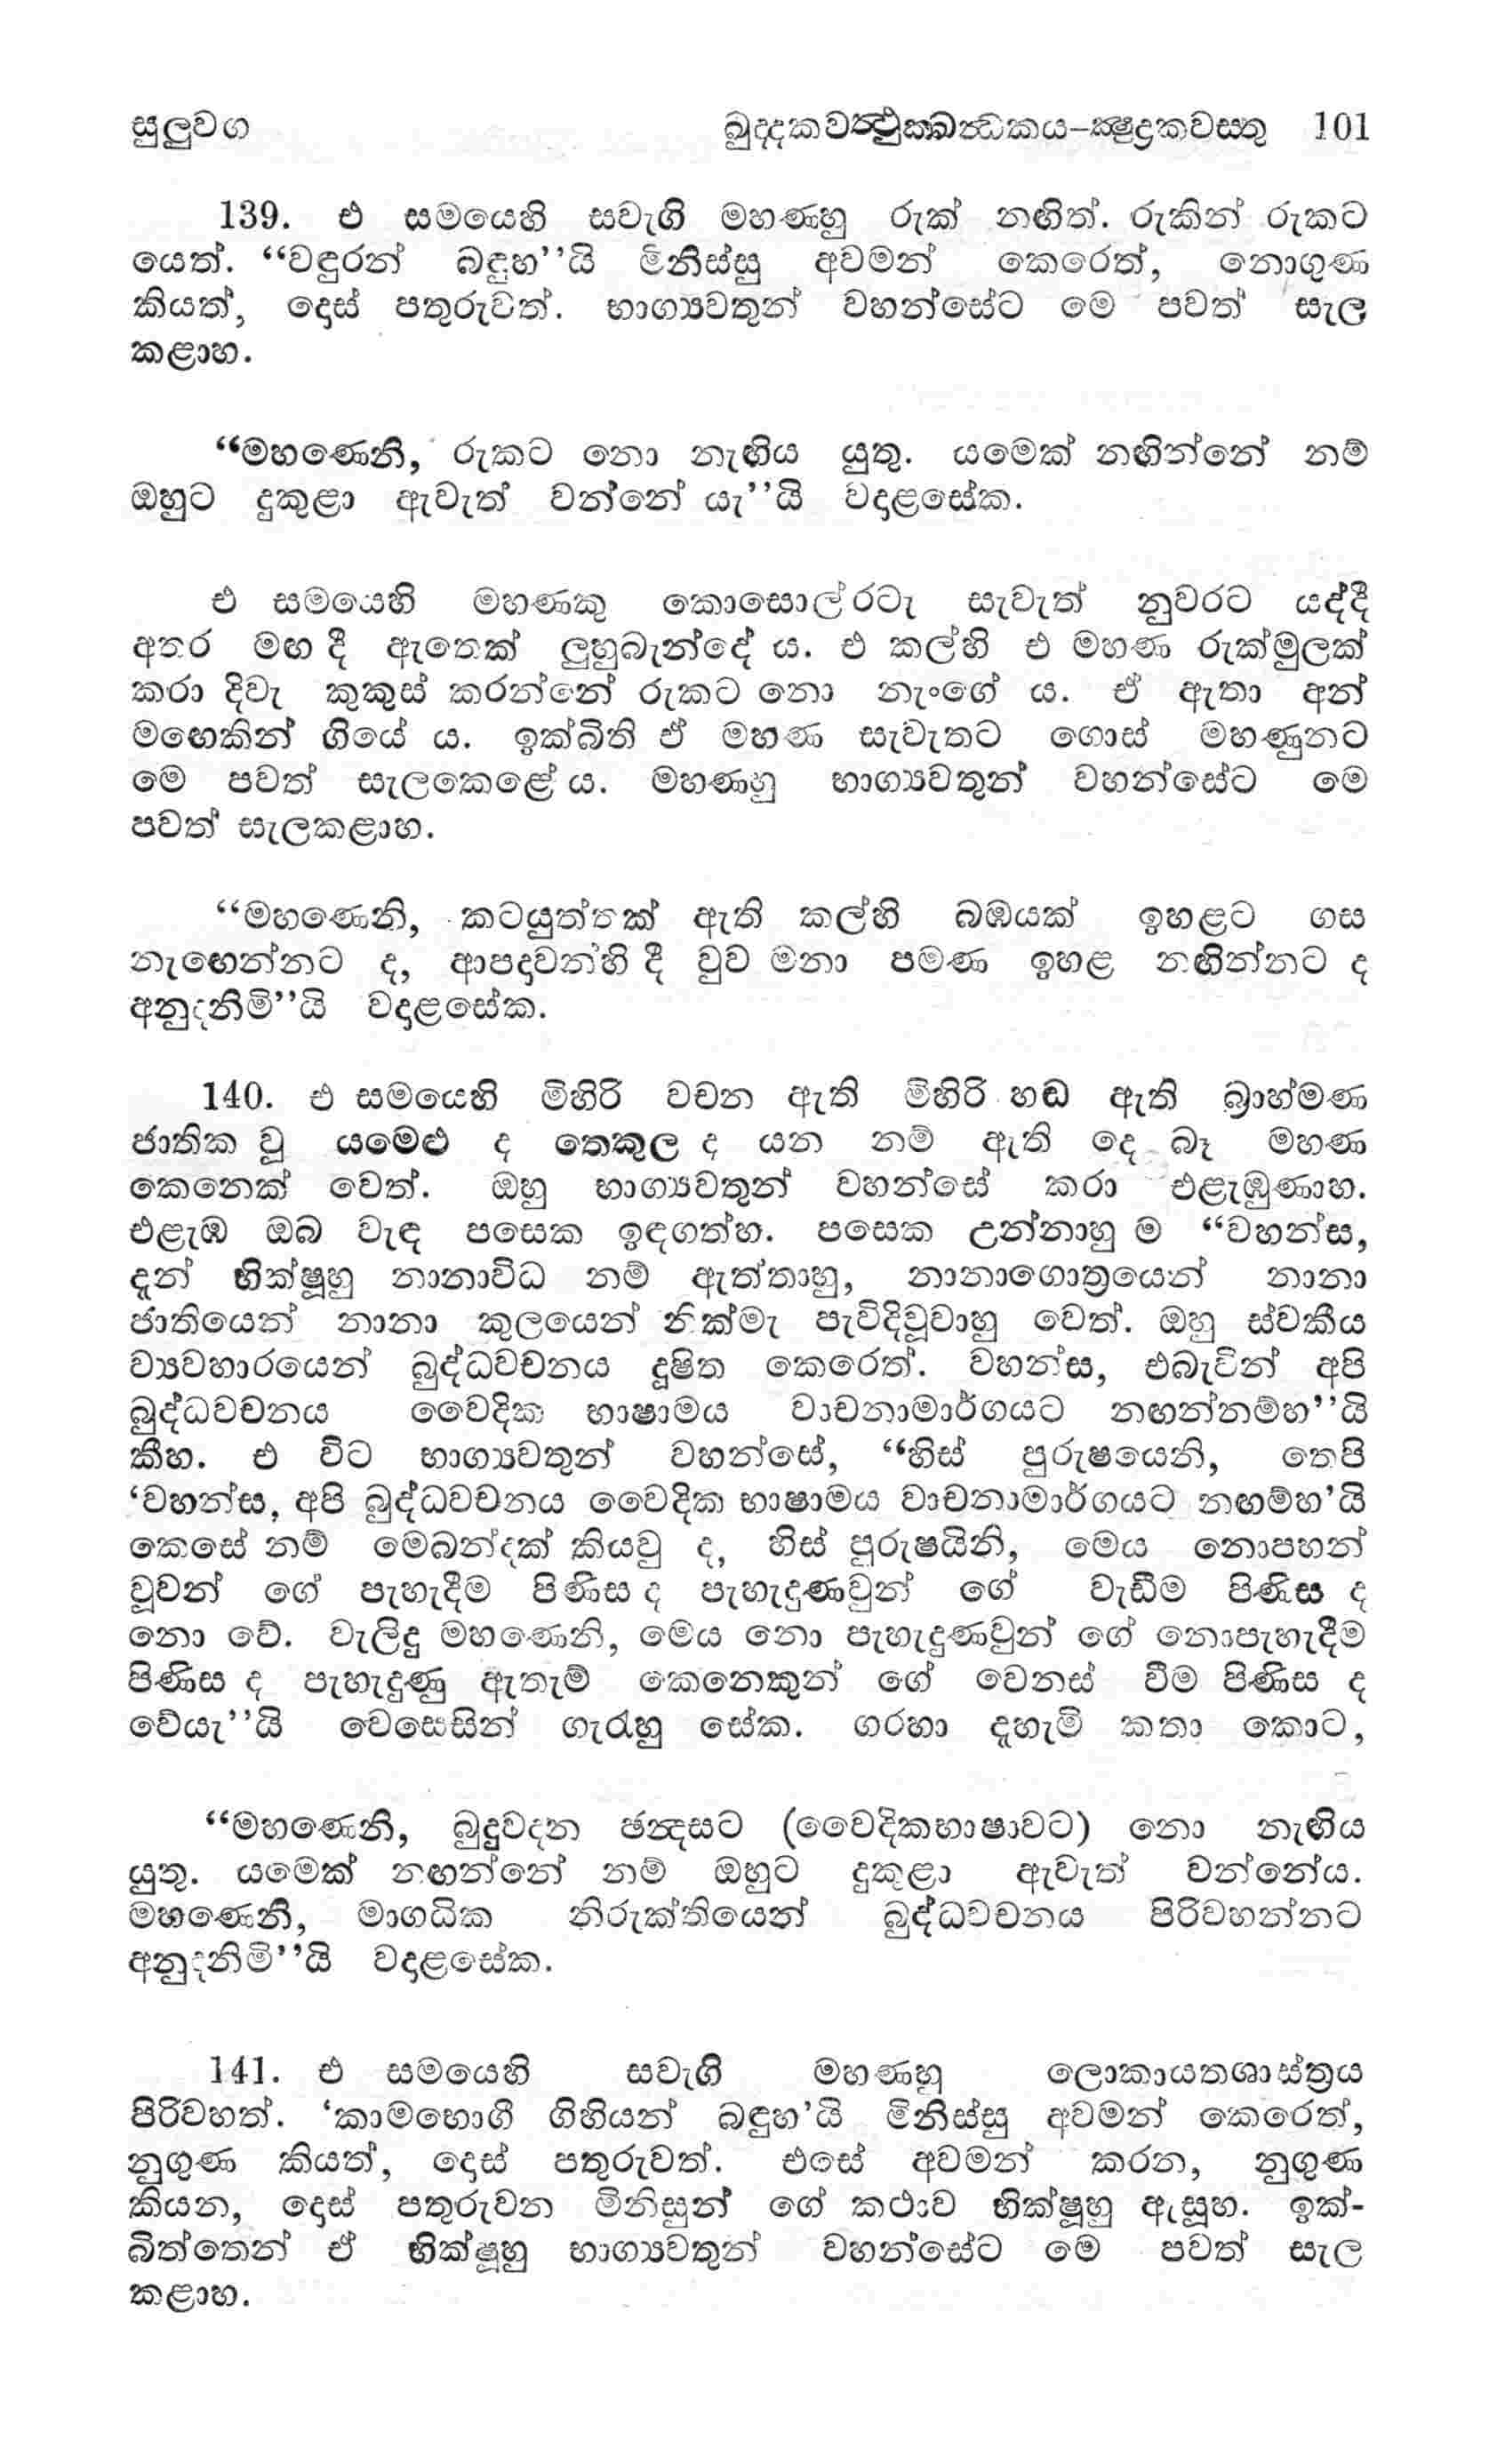 සුලුවග ඛුද්දකවත්ථුක්ඛන්ධකය–ක්ෂුද්‍රකවස්තු 101
139. එ සමයෙහි සවැගි මහණහු රුක් නඟිත්. රුකින් රුකට
යෙත්. “වඳුරන් බඳුහ”යි මිනිස්සු අවමන් කෙරෙත්, නොගුණ
කියත්, දොස් පතුරුවත්. භාග්‍යවතුන් වහන්සේට මෙ පවත් සැල
කළාහ.
“මහණෙනි, රුකට නො නැඟිය යුතු. යමෙක් නඟින්නේ නම්
ඔහුට දුකුළා ඇවැත් වන්නේ යැ”යි වදාළසේක.
එ සමයෙහි මහණකු කොසොල්රටැ සැවැත් නුවරට යද්දී
අතර මඟ දී ඇතෙක් ලුහුබැන්දේ ය. එ කල්හි එ මහණ රුක්මුලක්
කරා දිවැ කුකුස් කරන්නේ රුකට නො නැංගේ ය. ඒ ඇතා අන්
මඟෙකින් ගියේ ය. ඉක්බිති ඒ මහණ සැවැතට ගොස් මහණුනට
මෙ පවත් සැලකෙළේ ය. මහණහු භාග්‍යවතුන් වහන්සේට මෙ
පවත් සැලකළාහ.
“මහණෙනි, කටයුත්තක් ඇති කල්හි බඹයක් ඉහළට ගස
නැඟෙන්නට ද, ආපදාවන්හි දී වුව මනා පමණ ඉහළ නඟින්නට ද
අනුදනිමි”යි වදාළසේක.
140. එ සමයෙහි මිහිරි වචන ඇති මිහිරි හඬ ඇති බ්‍රාහ්මණ
ජාතික වූ යමෙළු ද තෙකුල ද යන නම් ඇති දෙ බෑ මහණ
කෙනෙක් වෙත්. ඔහු භාග්‍යවතුන් වහන්සේ කරා එළැඹුණාහ.
එළැඹ ඔබ වැඳ පසෙක ඉඳගත්හ. පසෙක උන්නාහු ම “වහන්ස,
දැන් භික්ෂූහු නානාවිධ නම් ඇත්තාහු, නානාගොත්‍රයෙන් නානා
ජාතියෙන් නානා කුලයෙන් නික්මැ පැවිදිවූවාහු වෙත්. ඔහු ස්වකීය
ව්‍යවහාරයෙන් බුද්ධවචනය දූෂිත කෙරෙත්. වහන්ස, එබැවින් අපි
බුද්ධවචනය වෛදික භාෂාමය වාචනාමාර්ගයට නඟන්නම්හ”යි
කීහ. එ විට භාග්‍යවතුන් වහන්සේ, “හිස් පුරුෂයෙනි, තෙපි
‘වහන්ස, අපි බුද්ධවචනය වෛදික භාෂාමය වාචනාමාර්ගයට නඟම්හ’යි
කෙසේ නම් මෙබන්දක් කියවු ද, හිස් පුරුෂයිනි, මෙය නොපහන්
වූවන් ගේ පැහැදීම පිණිස ද පැහැදුණවුන් ගේ වැඩීම පිණිස ද
නො වේ. වැලිදු මහණෙනි, මෙය නො පැහැදුණවුන් ගේ නොපැහැදීම
පිණිස ද පැහැදුණු ඇතැම් කෙනෙකුන් ගේ වෙනස් වීම පිණිස ද
වේයැ”යි වෙසෙසින් ගැරහූ සේක. ගරහා දැහැමි කතා කොට,
“මහණෙනි, බුදුවදන ඡන්දසට (වෛදිකභාෂාවට) නො නැඟිය
යුතු. යමෙක් නඟන්නේ නම් ඔහුට දුකුළා ඇවැත් වන්නේය.
මහණෙනි, මාගධික නිරුක්තියෙන් බුද්ධවචනය පිරිවහන්නට
අනුදනිමි”යි වදාළසේක.
141. එ සමයෙහි සවැගි මහණහු ලොකායතශාස්ත්‍රය
පිරිවහත්. ‘කාමභොගී ගිහියන් බඳුහ’යි මිනිස්සු අවමන් කෙරෙත්,
නුගුණ කියත්, දොස් පතුරුවත්. එසේ අවමන් කරන, නුගුණ
කියන, දොස් පතුරුවන මිනිසුන් ගේ කථාව භික්ෂූහු ඇසූහ. ඉක්-
බිත්තෙන් ඒ භික්ෂූහු භාග්‍යවතුන් වහන්සේට මෙ පවත් සැල
කළාහ.